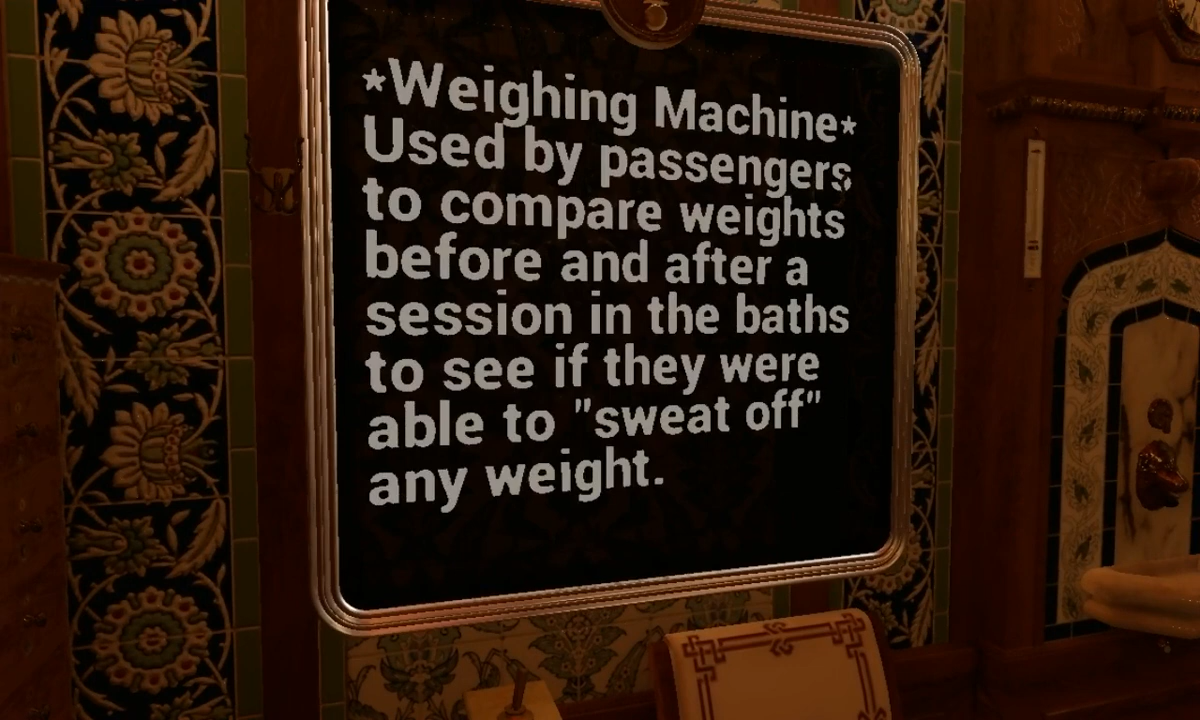 *Weighing Machine*
Used by passengers
to compare weights
before and after a
session in the baths
to see if they were
able to "sweat off"
any weight.